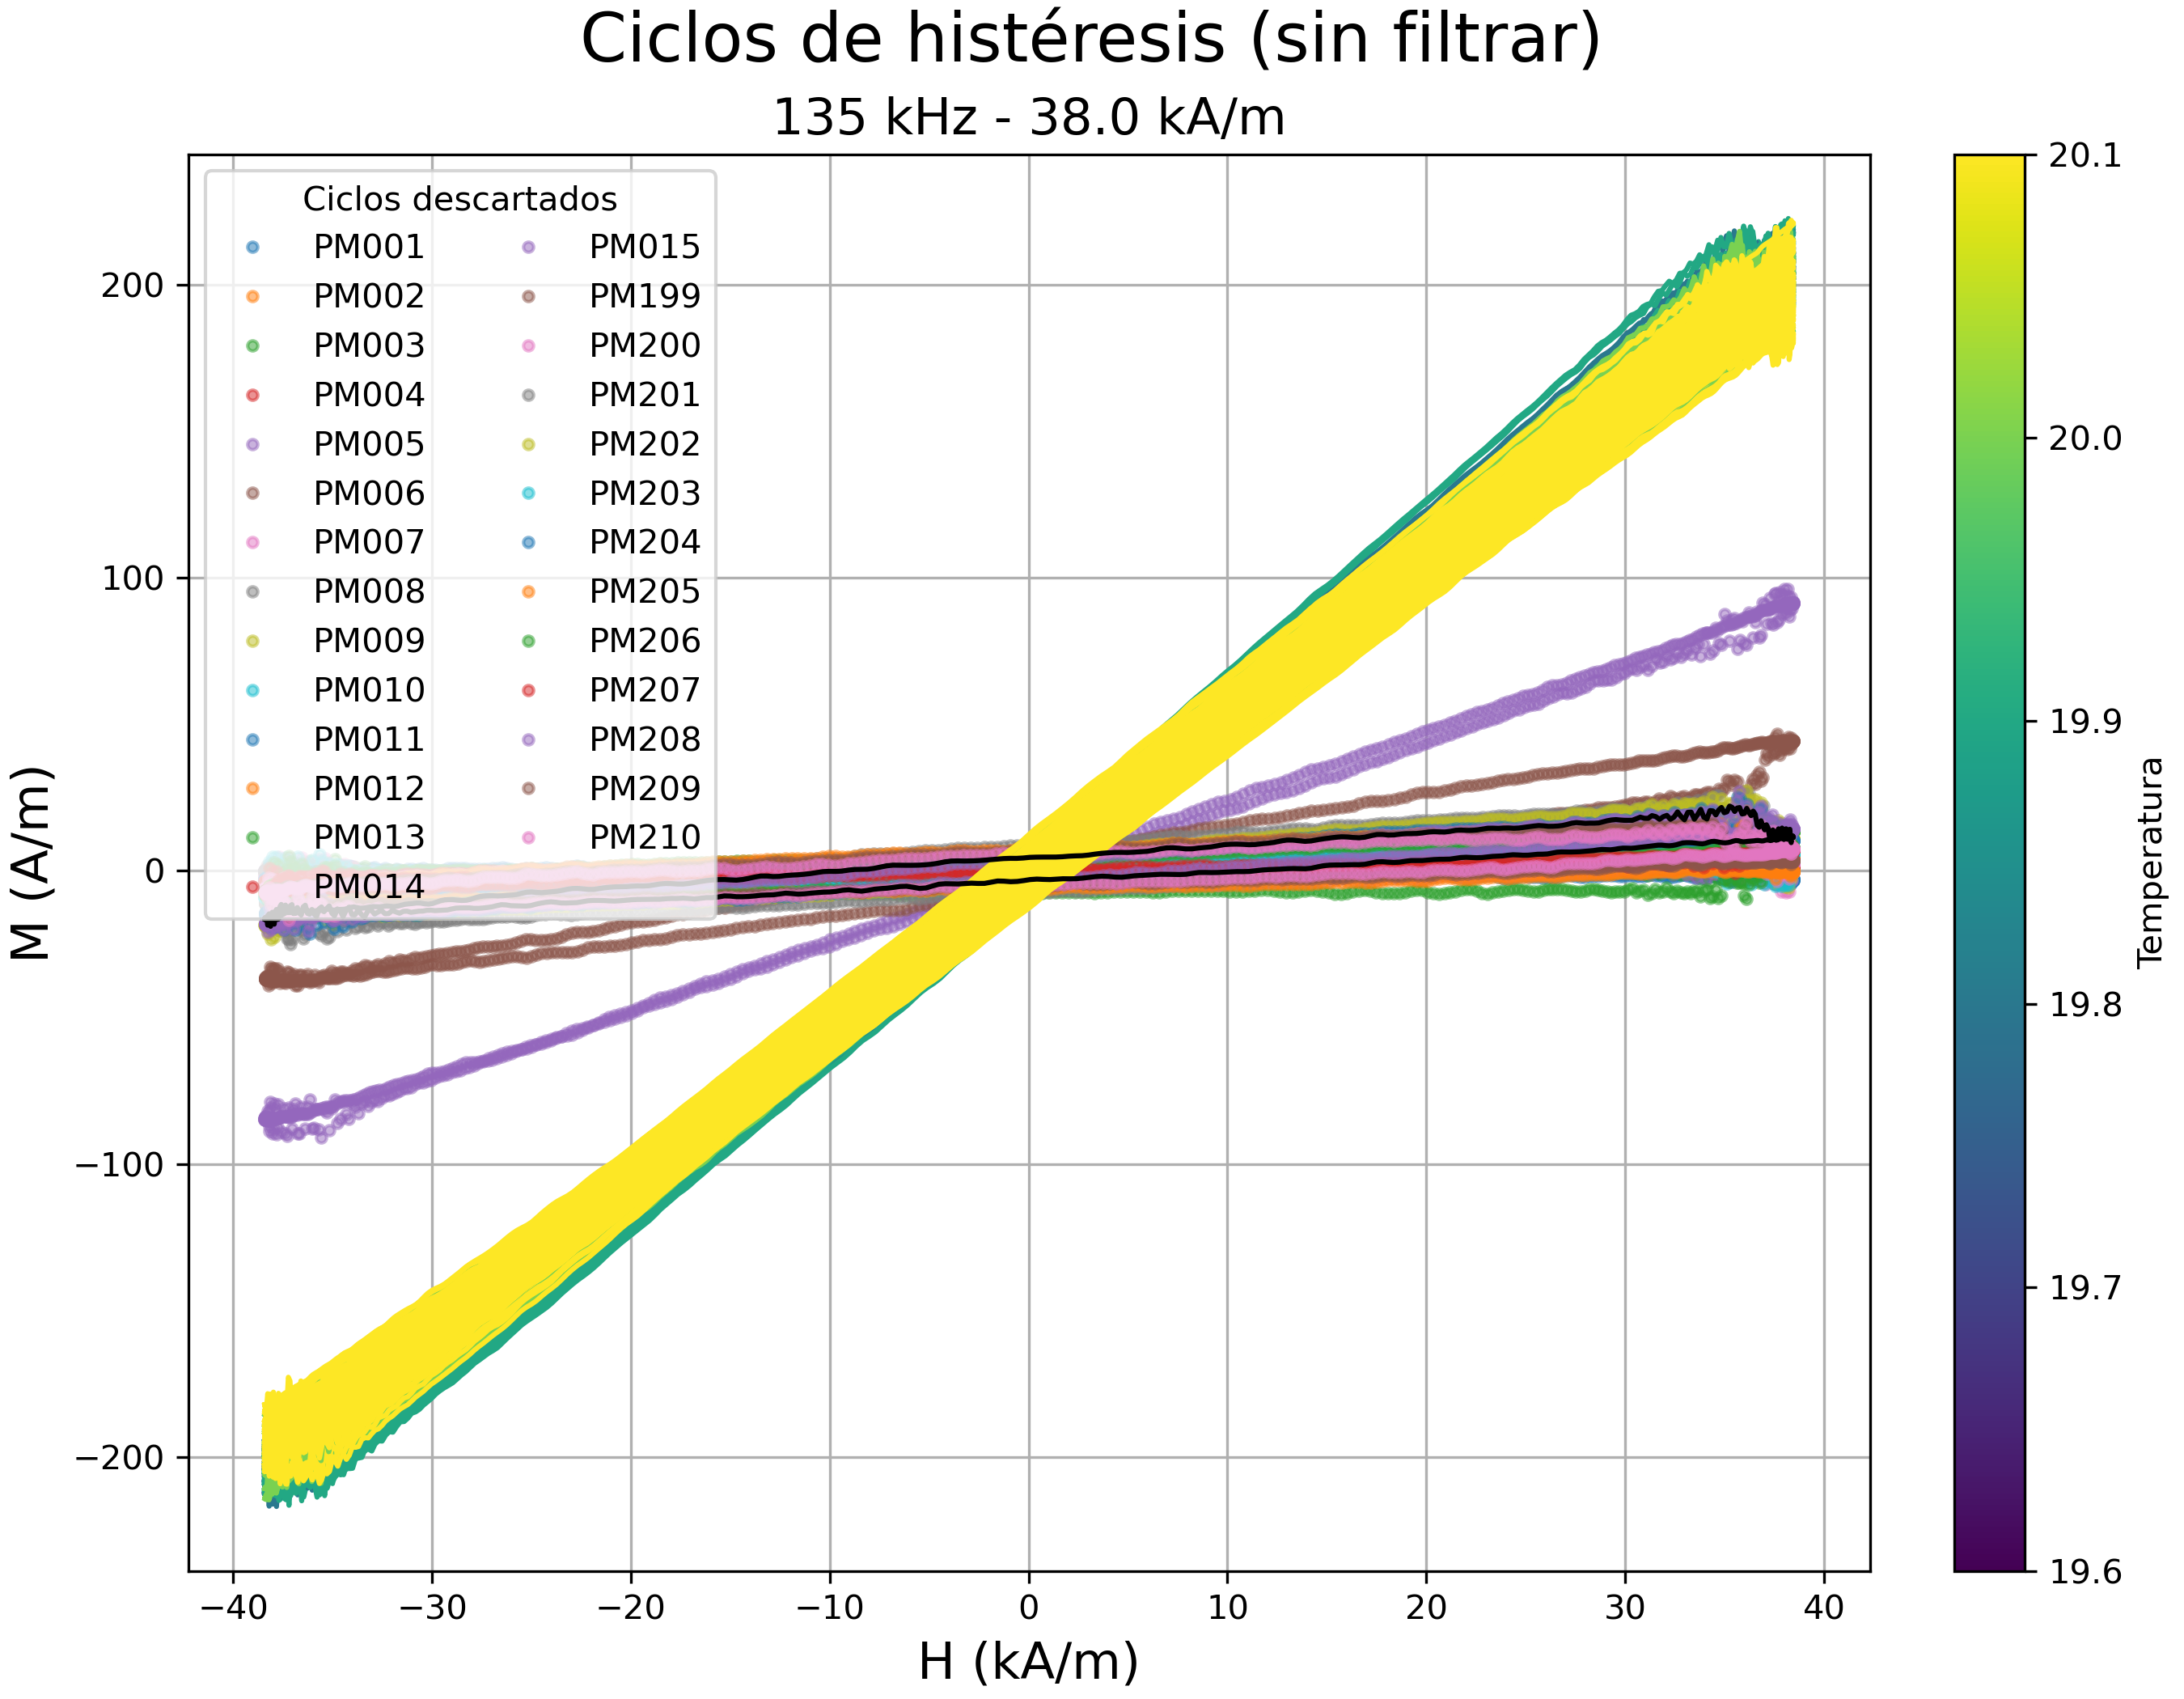 Ciclos de histéresis (sin filtrar)
135 kHz - 38.0 kA/m
Ciclos descartados
PM001 PM015
PM002 PM199
PM003 PM200
PM004 PM201
PM005 PM202
PM006 PM203
PM007 PM204
PM008 PM205
PM009 PM206
PM010 PM207
PM011 PM208
PM012 PM209
PM013 PM210
PM014
M (A/m)
200
100
0
−100
−200
−40 −30 −20 −10 0 10 20 30 40
H (kA/m)
20.1
20.0
19.9
19.8
19.7
19.6
Temperatura